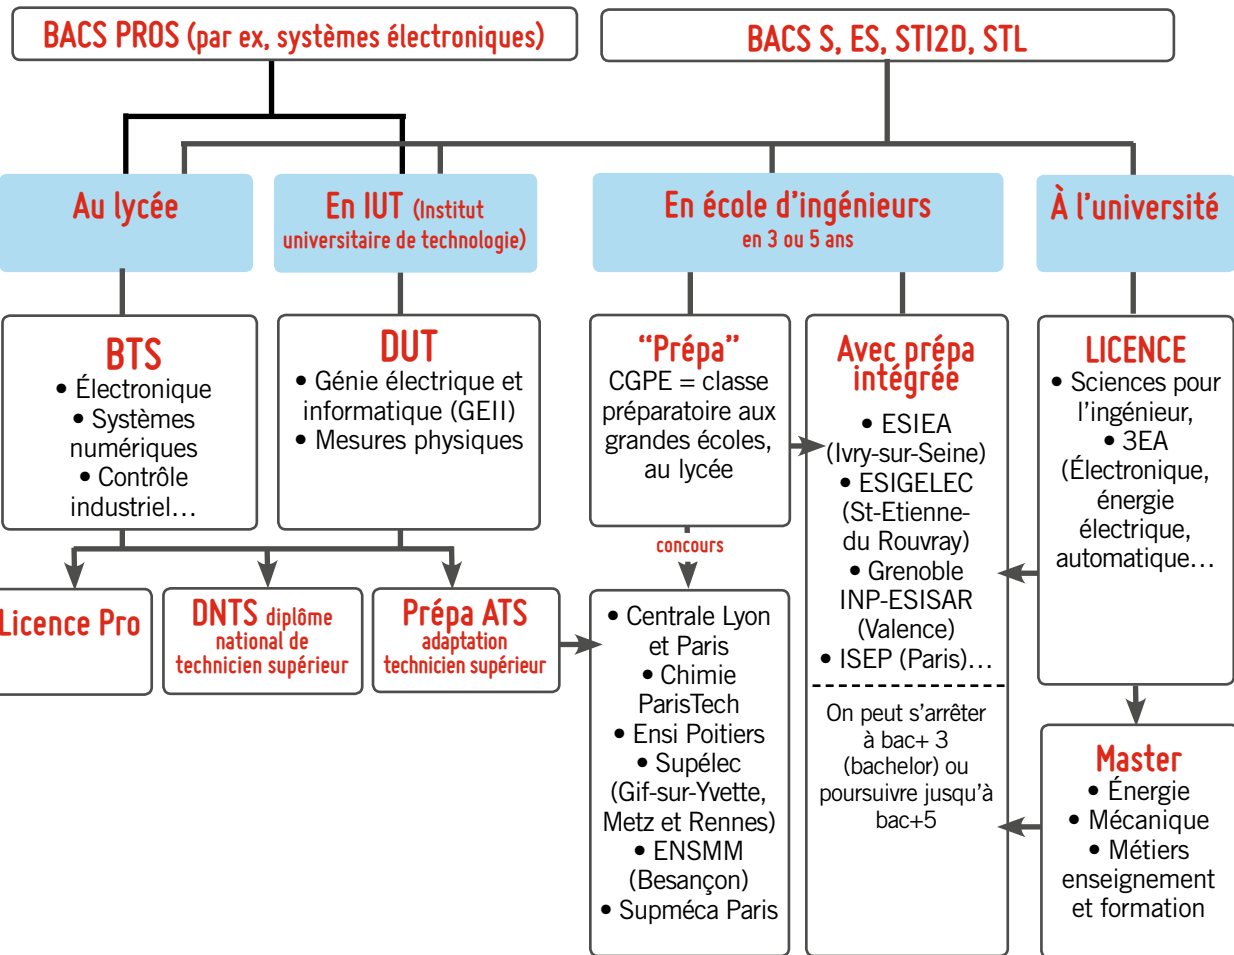 BACS PROS (par ex, systèmes électroniques)
BACS S, ES, STI2D, STL
Au lycée
En IUT (Institut
universitaire de technologie)
En école d'ingénieurs
en 3 ou 5 ans
À l'université
BTS
• Électronique
• Systèmes
numériques
• Contrôle
industriel…
DUT
• Génie électrique et
informatique (GEII)
• Mesures physiques
“Prépa”
CGPE = classe
préparatoire aux
grandes écoles,
au lycée
Avec prépa
intégrée
• ESIEA
(Ivry-sur-Seine)
• ESIGELEC
(St-Etienne-
du Rouvray)
• Grenoble
INP-ESISAR
(Valence)
• ISEP (Paris)…
On peut s'arrêter
à bac+ 3
(bachelor) ou
poursuivre jusqu'à
bac+5
LICENCE
• Sciences pour
l'ingénieur,
• 3EA
(Électronique,
énergie
électrique,
automatique…
concours
Licence Pro
DNTS diplôme
national de
technicien supérieur
Prépa ATS
adaptation
technicien supérieur
• Centrale Lyon
et Paris
• Chimie
ParisTech
• Ensi Poitiers
• Supélec
(Gif-sur-Yvette,
Metz et Rennes)
• ENSMM
(Besançon)
• Supméca Paris
Master
• Énergie
• Mécanique
• Métiers
enseignement
et formation